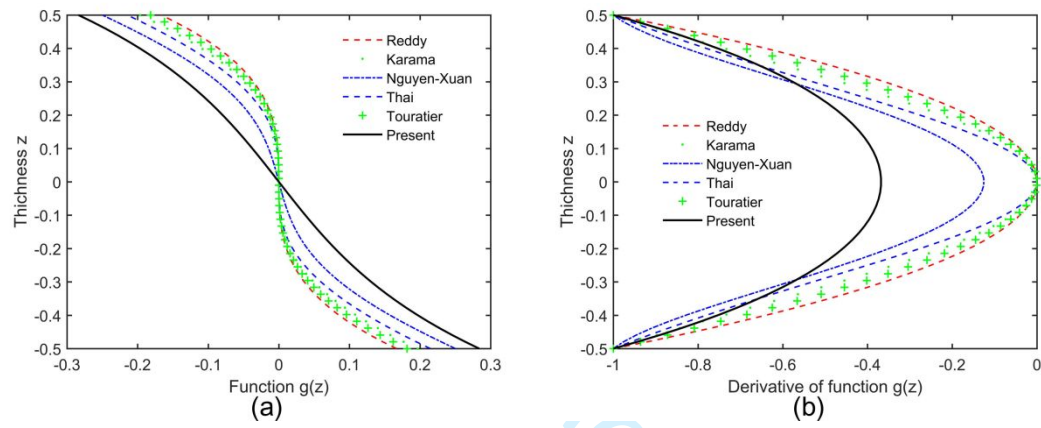 0.5
0.4
0.3
0.2
0.1
0
-0.1
-0.2
-0.3
-0.4
-0.5
Thichness z
-0.3
-0.2
-0.1
0
0.1
0.2
0.3
Function g(z)
Reddy
Karama
Nguyen-Xuan
Thai
Touratier
Present
(a)
0.5
0.4
0.3
0.2
0.1
0
-0.1
-0.2
-0.3
-0.4
-0.5
Thichness z
-1
-0.8
-0.6
-0.4
-0.2
0
Derivative of function g(z)
Reddy
Karama
Nguyen-Xuan
Thai
Touratier
Present
(b)